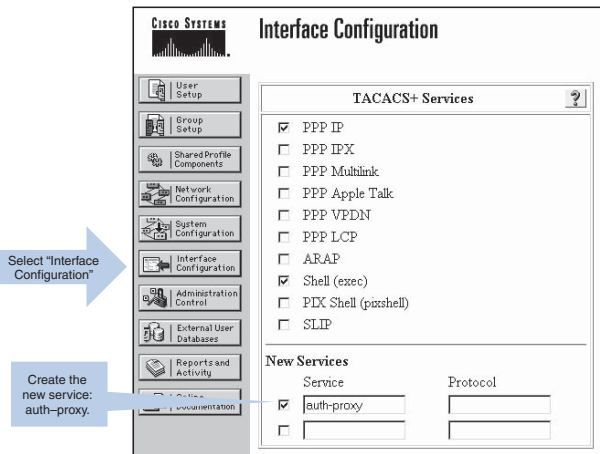 CISCO SYSTEMS
Interface Configuration
User
Setup
Group
Setup
Shared Profile
Components
Network
Configuration
System
Configuration
Interface
Configuration
Administration
Control
External User
Databases
Reports and
Activity
Online
Documentation
TACACS+ Services
?
PPP IP
PPP IPX
PPP Multilink
PPP Apple Talk
PPP VPDN
PPP LCP
ARAP
Shell (exec)
PIX Shell (pixshell)
SLIP
New Services
Service Protocol
auth-proxy
Select “Interface
Configuration”
Create the
new service:
auth–proxy.